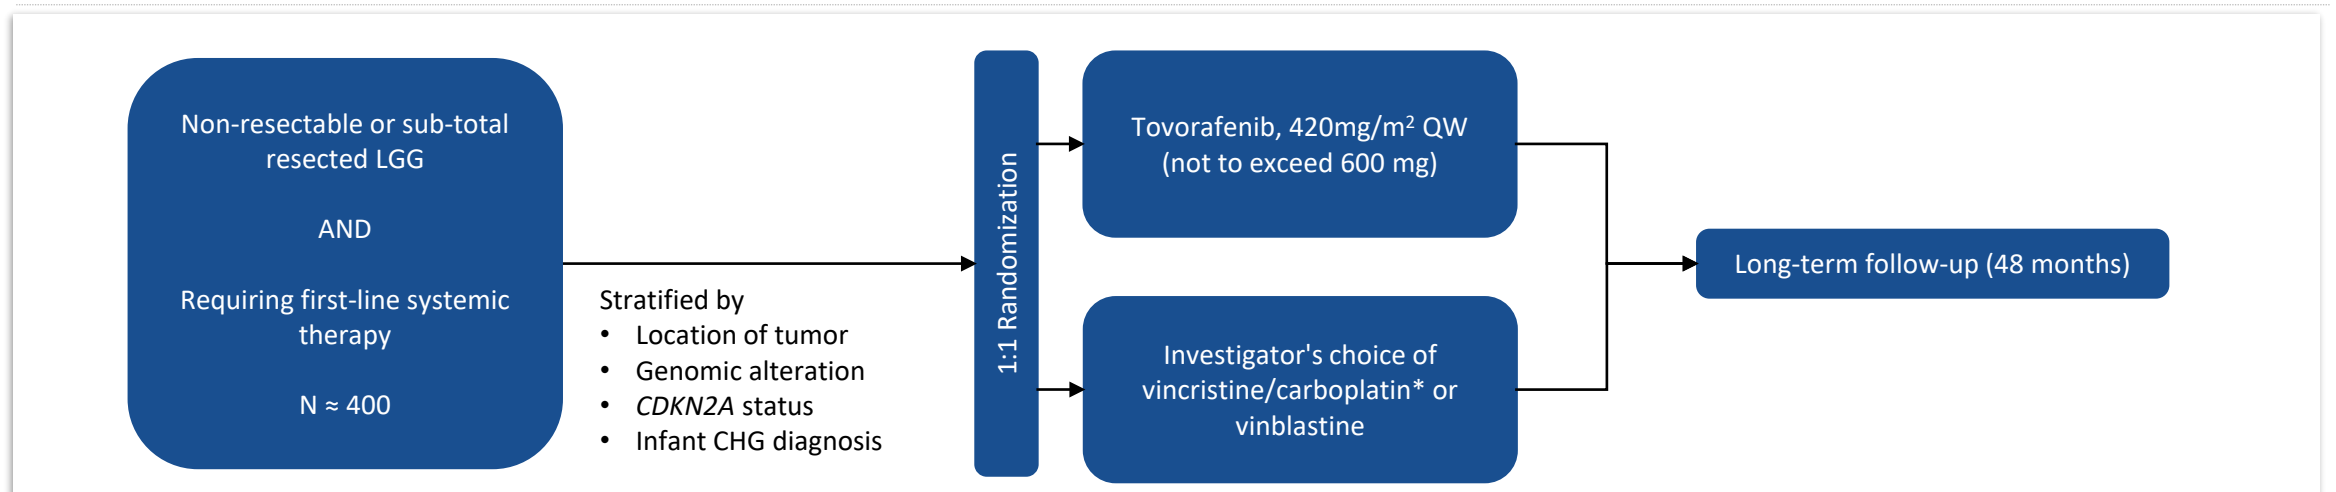 Non-resectable or sub-total
resected LGG
AND
Requiring first-line systemic
therapy
N ≈ 400
Stratified by
• Location of tumor
• Genomic alteration
• CDKN2A status
• Infant CHG diagnosis
1:1 Randomization
Tovorafenib, 420mg/m² QW
(not to exceed 600 mg)
Investigator's choice of
vincristine/carboplatin* or
vinblastine
Long-term follow-up (48 months)